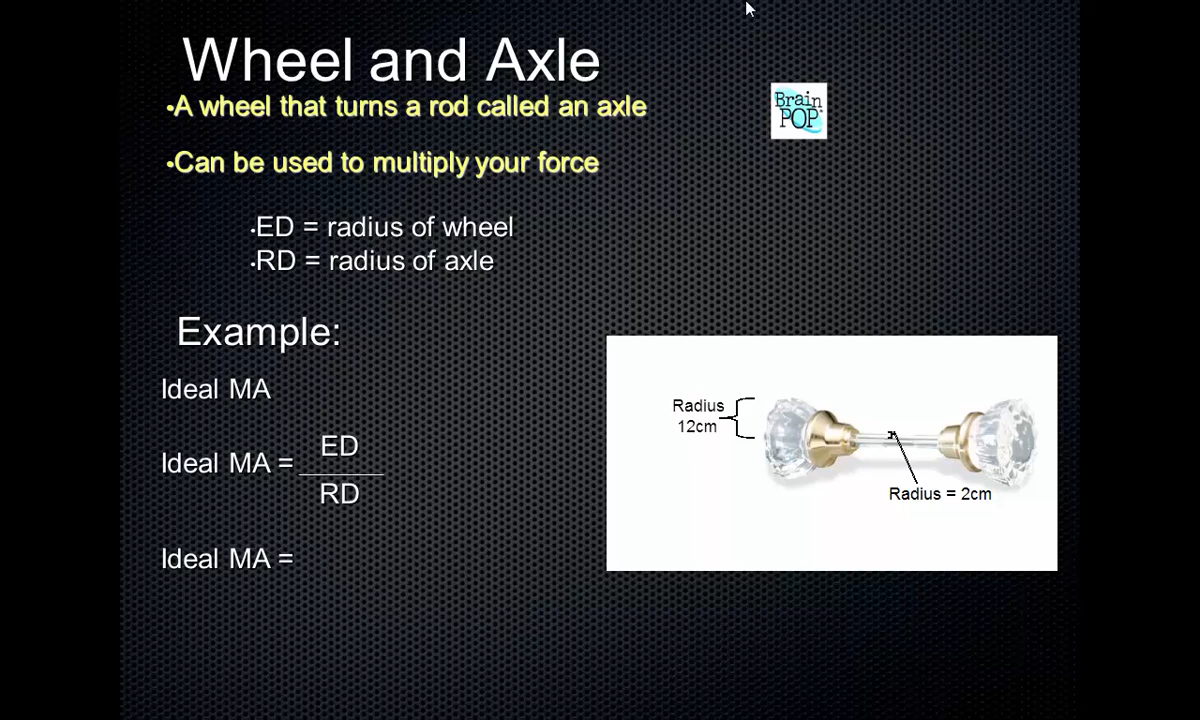 Wheel and Axle
•A wheel that turns a rod called an axle
Brain
POP
•Can be used to multiply your force
•ED = radius of wheel
•RD = radius of axle
Example:
Ideal MA
Ideal MA = ED
RD
Ideal MA =
Radius
12cm
Radius = 2cm